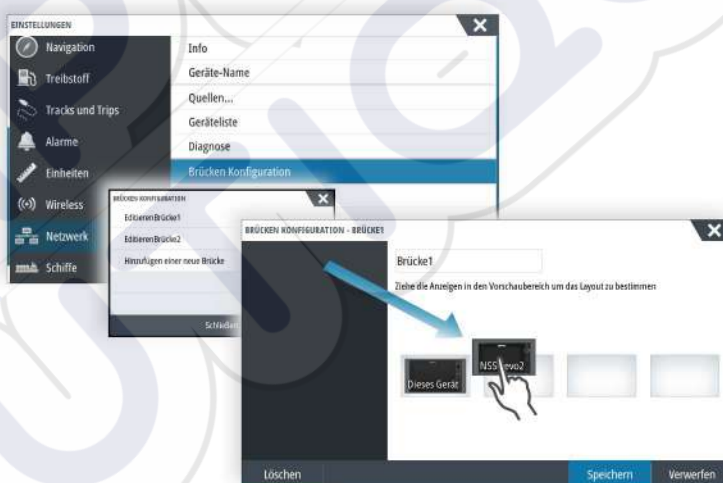 EINSTELLUNGEN
Navigation
Treibstoff
Tracks und Trips
Alarme
Einheiten
Wireless
Netzwerk
Schiffe
Info
Geräte-Name
Quellen...
Geräteliste
Diagnose
Brücken Konfiguration
BRÜCKEN KONFIGURATION
EditierenBrücke1
EditierenBrücke2
Hinzufügen einer neue Brücke
Schließen
BRÜCKEN KONFIGURATION - BRÜCKE1
Brücke1
Ziehe die Anzeigen in den Vorschaubereich um das Layout zu bestimmen
Dieses Gerät
NSS evo2
Löschen
Speichern
Verwerfen